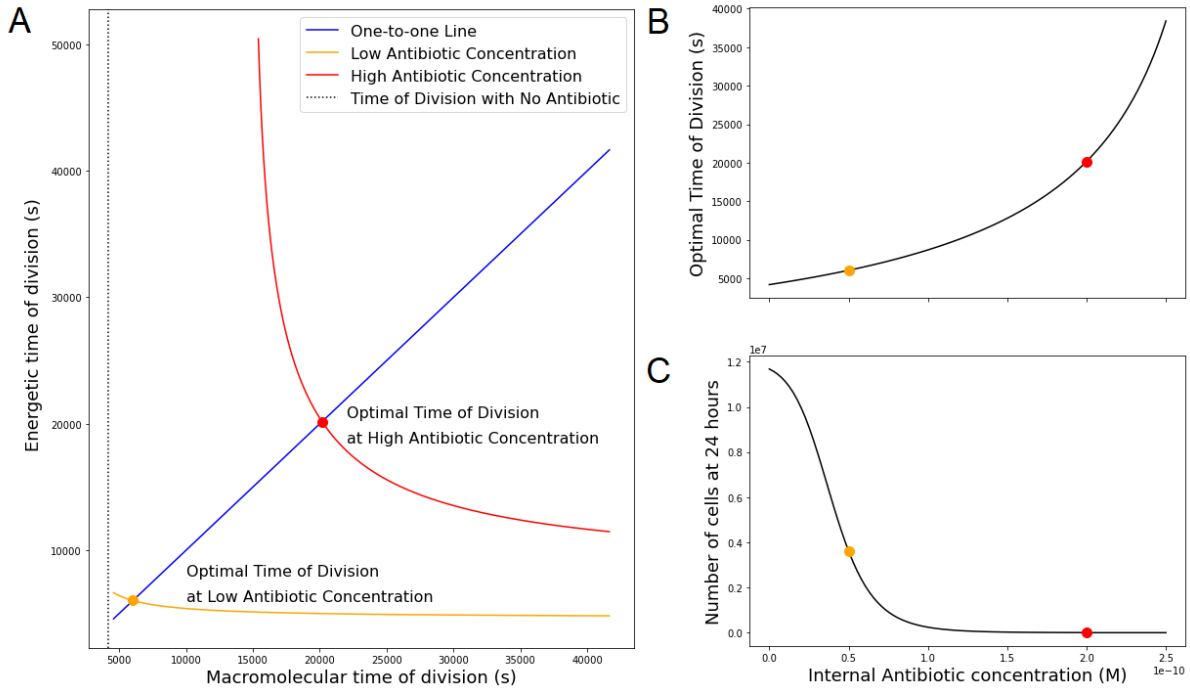 A
One-to-one Line
Low Antibiotic Concentration
High Antibiotic Concentration
Time of Division with No Antibiotic
50000
40000
30000
20000
10000
Energetic time of division (s)
Optimal Time of Division
at High Antibiotic Concentration
Optimal Time of Division
at Low Antibiotic Concentration
5000 10000 15000 20000 25000 30000 35000 40000
Macromolecular time of division (s)
B
40000
35000
30000
25000
20000
15000
10000
5000
Optimal Time of Division (s)
C
1e7
1.2
1.0
0.8
0.6
0.4
0.2
0.0
Number of cells at 24 hours
0.0 0.5 1.0 1.5 2.0 2.5
1e-10
Internal Antibiotic concentration (M)